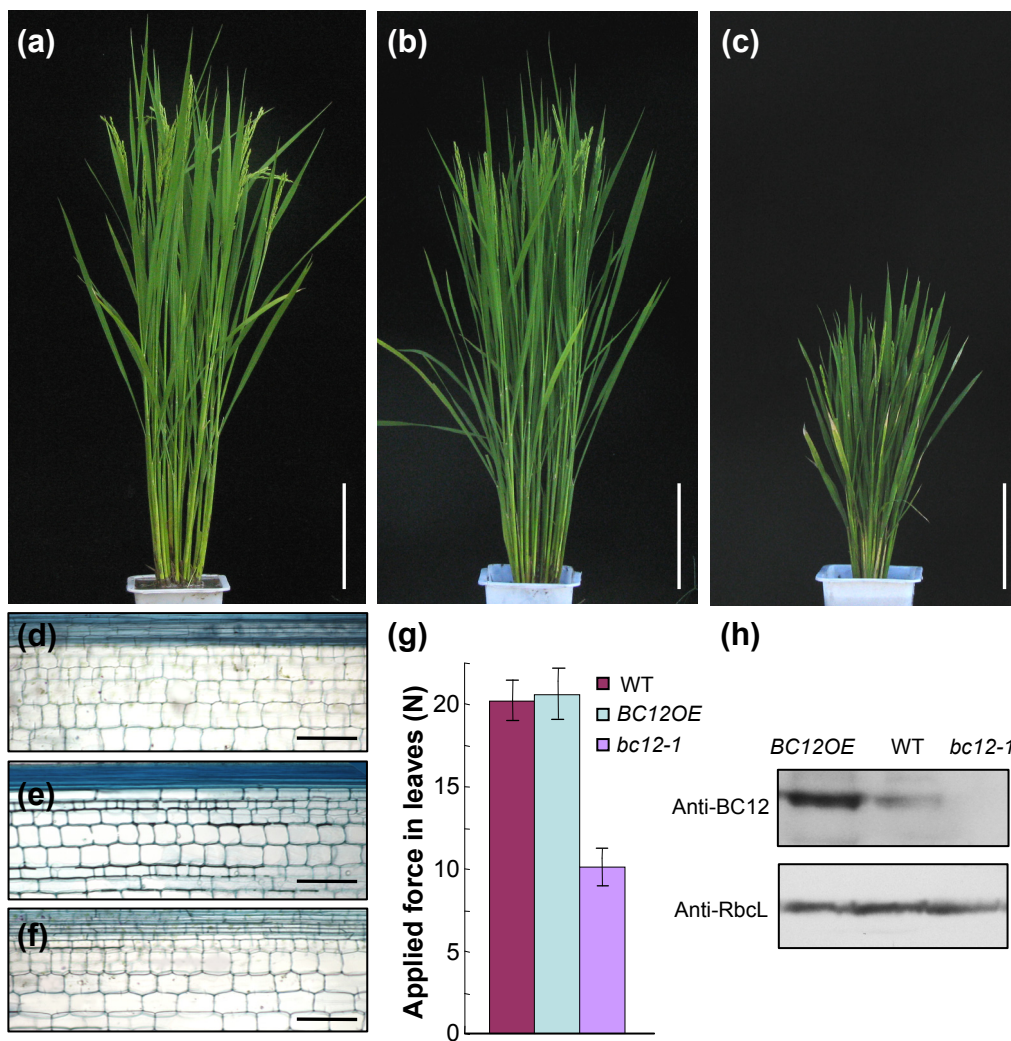 (a)
(b)
(c)
(d)
(e)
(f)
(g)
Applied force in leaves (N)
20
15
10
5
0
WT
BC12OE
bc12-1
(h)
BC12OE WT bc12-1
Anti-BC12
Anti-RbcL